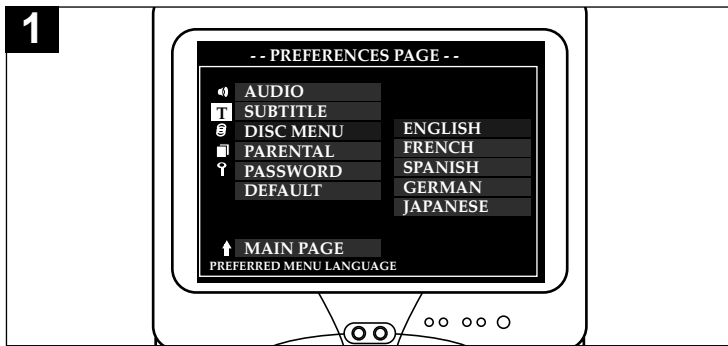 1
- - PREFERENCES PAGE - -
AUDIO
T SUBTITLE
DISC MENU
PARENTAL
PASSWORD
DEFAULT
ENGLISH
FRENCH
SPANISH
GERMAN
JAPANESE
MAIN PAGE
PREFERRED MENU LANGUAGE